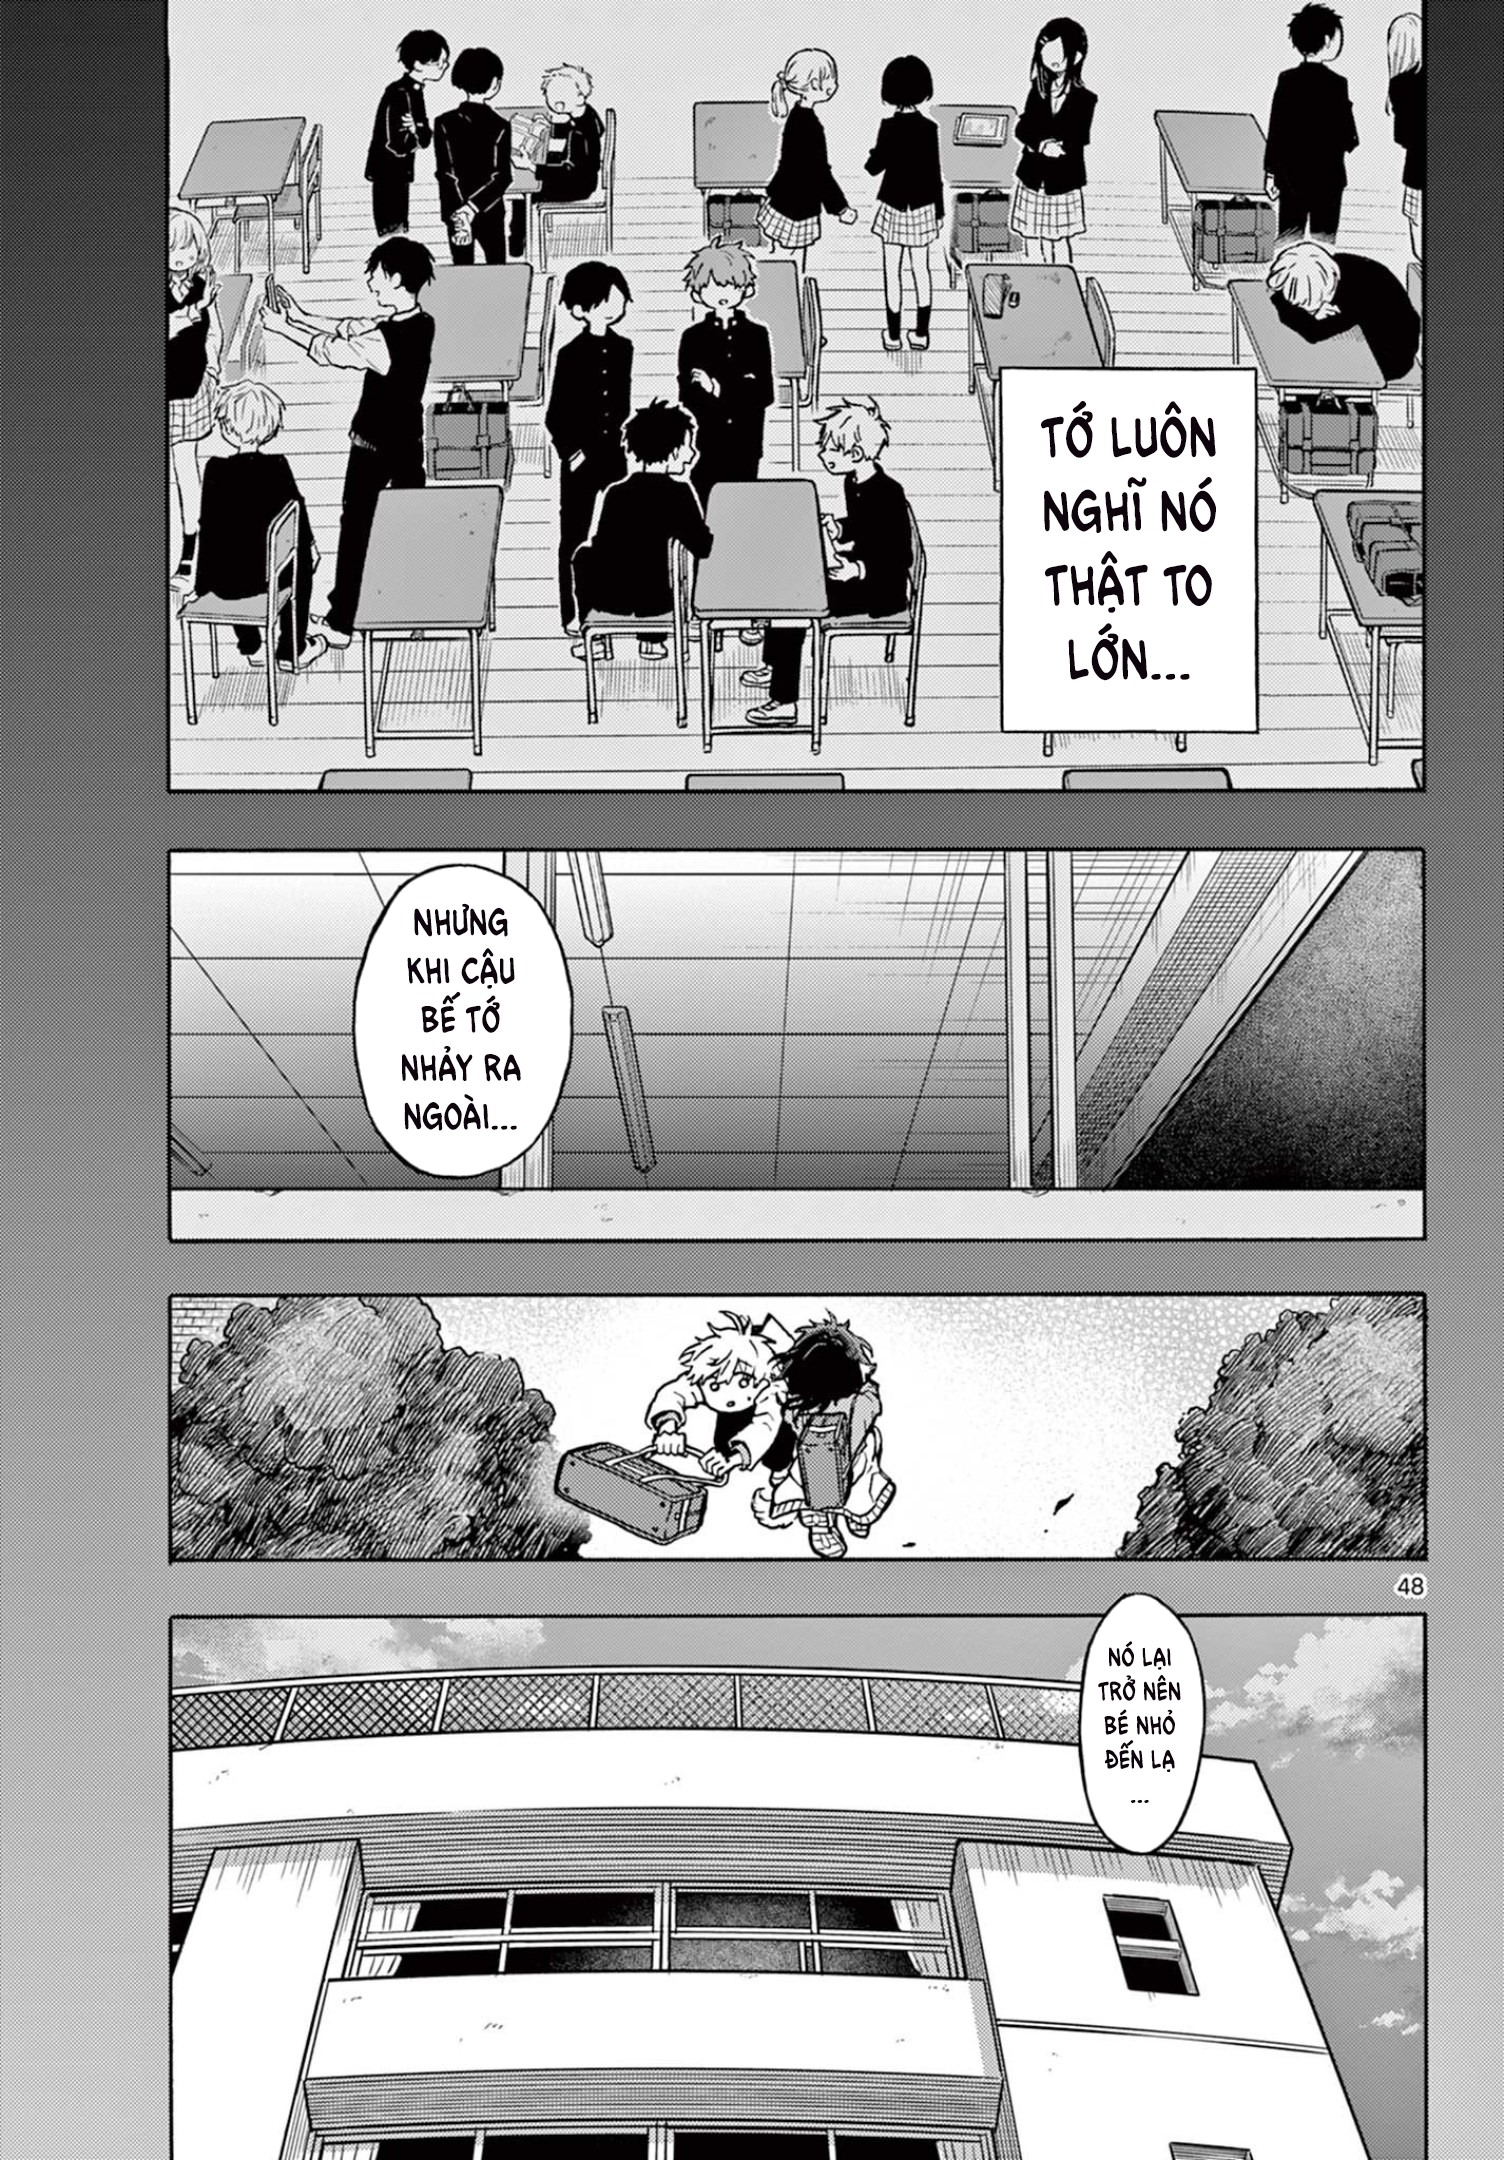 TỚ LUÔN
NGHĨ NÓ
THẬT TO
LỚN...
NHƯNG
KHI CẬU
BẾ TỚ
NHẢY RA
NGOÀI...
48
NÓ LẠI
TRỞ NÊN
BÉ NHỎ
ĐẾN LẠ
...